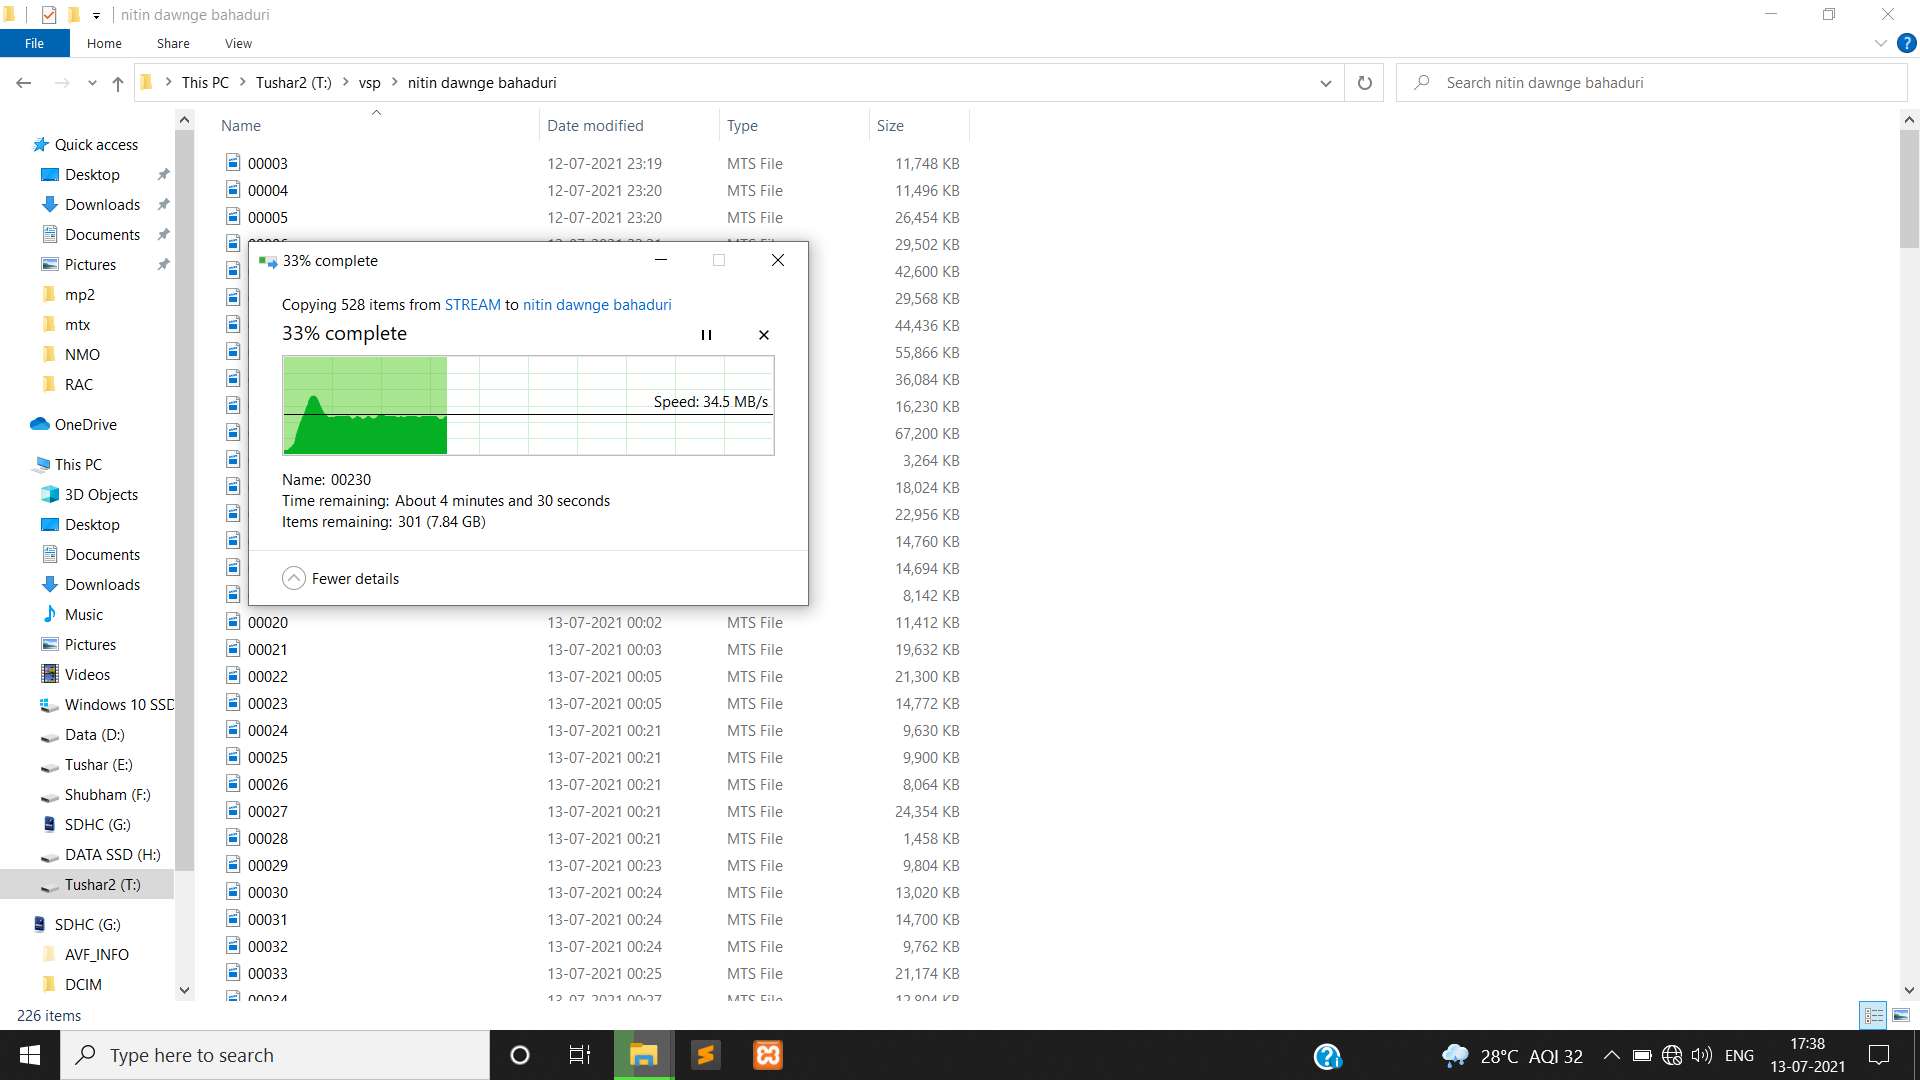 nitin dawnge bahaduri
File
Home
Share
View
This PC
Tushar2 (T:)
vsp
nitin dawnge bahaduri
Search nitin dawnge bahaduri
Name
Date modified
Type
Size
Quick access
Desktop
Downloads
Documents
Pictures
mp2
mtx
NMO
RAC
OneDrive
This PC
3D Objects
Desktop
Documents
Downloads
Music
Pictures
Videos
Windows 10 SSD
Data (D:)
Tushar (E:)
Shubham (F:)
SDHC (G:)
DATA SSD (H:)
Tushar2 (T:)
SDHC (G:)
AVF_INFO
DCIM
00003 12-07-2021 23:19 MTS File 11,748 KB
00004 12-07-2021 23:20 MTS File 11,496 KB
00005 12-07-2021 23:20 MTS File 26,454 KB
29,502 KB
42,600 KB
29,568 KB
44,436 KB
55,866 KB
36,084 KB
16,230 KB
67,200 KB
3,264 KB
18,024 KB
22,956 KB
14,760 KB
14,694 KB
8,142 KB
33% complete
Copying 528 items from STREAM to nitin dawnge bahaduri
33% complete
Speed: 34.5 MB/s
Name: 00230
Time remaining: About 4 minutes and 30 seconds
Items remaining: 301 (7.84 GB)
Fewer details
00020 13-07-2021 00:02 MTS File 11,412 KB
00021 13-07-2021 00:03 MTS File 19,632 KB
00022 13-07-2021 00:05 MTS File 21,300 KB
00023 13-07-2021 00:05 MTS File 14,772 KB
00024 13-07-2021 00:21 MTS File 9,630 KB
00025 13-07-2021 00:21 MTS File 9,900 KB
00026 13-07-2021 00:21 MTS File 8,064 KB
00027 13-07-2021 00:21 MTS File 24,354 KB
00028 13-07-2021 00:21 MTS File 1,458 KB
00029 13-07-2021 00:23 MTS File 9,804 KB
00030 13-07-2021 00:24 MTS File 13,020 KB
00031 13-07-2021 00:24 MTS File 14,700 KB
00032 13-07-2021 00:24 MTS File 9,762 KB
00033 13-07-2021 00:25 MTS File 21,174 KB
00034 13-07-2021 00:27 MTS File 12,804 KB
226 items
Type here to search
28°C AQI 32
ENG
17:38
13-07-2021